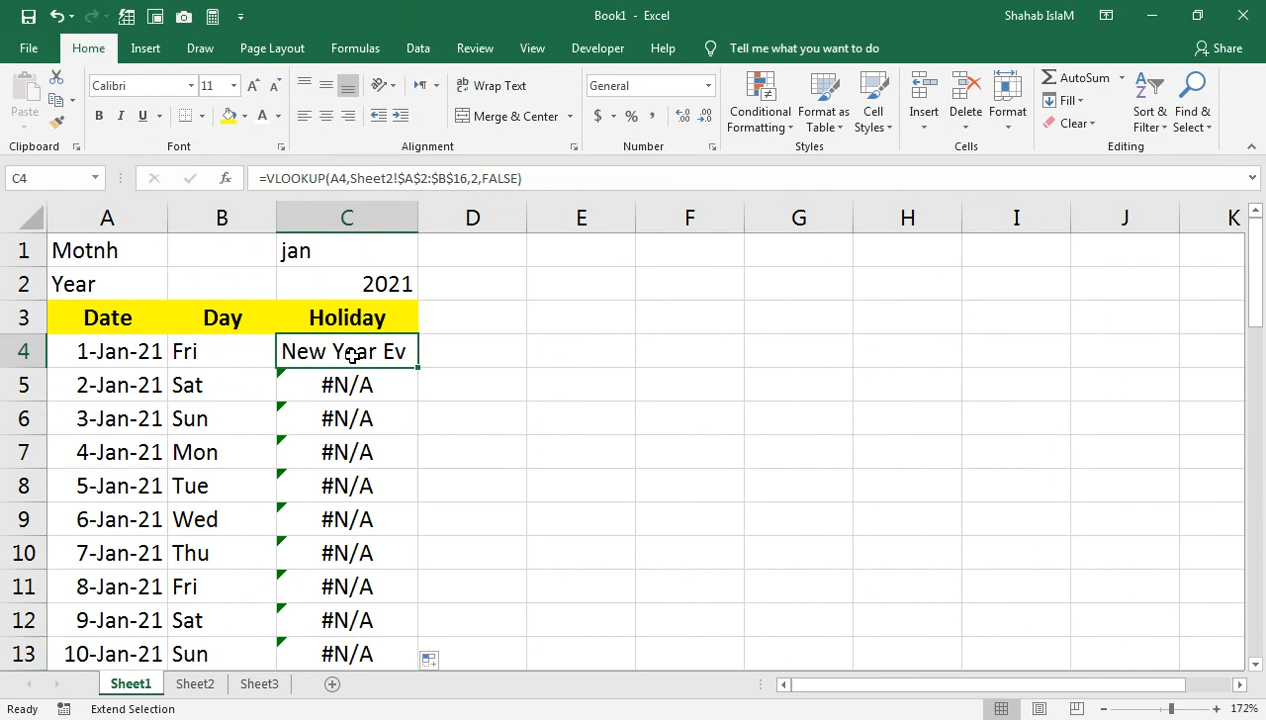 Book1 - Excel
Shahab IslaM
File Home Insert Draw Page Layout Formulas Data Review View Developer Help Tell me what you want to do Share
Paste
Clipboard
Calibri 11
B I U A
Font
Wrap Text
Merge & Center
Alignment
General
$ % ,
Number
Conditional Formatting
Format as Table
Cell Styles
Styles
Insert
Delete
Format
Cells
AutoSum
Fill
Clear
Sort & Filter
Find & Select
Editing
C4 fx =VLOOKUP(A4,Sheet2!$A$2:$B$16,2,FALSE)
A B C D E F G H I J K
1 Motnh jan
2 Year 2021
3 Date Day Holiday
4 1-Jan-21 Fri New Year Ev
5 2-Jan-21 Sat #N/A
6 3-Jan-21 Sun #N/A
7 4-Jan-21 Mon #N/A
8 5-Jan-21 Tue #N/A
9 6-Jan-21 Wed #N/A
10 7-Jan-21 Thu #N/A
11 8-Jan-21 Fri #N/A
12 9-Jan-21 Sat #N/A
13 10-Jan-21 Sun #N/A
Sheet1 Sheet2 Sheet3
Ready Extend Selection 172%